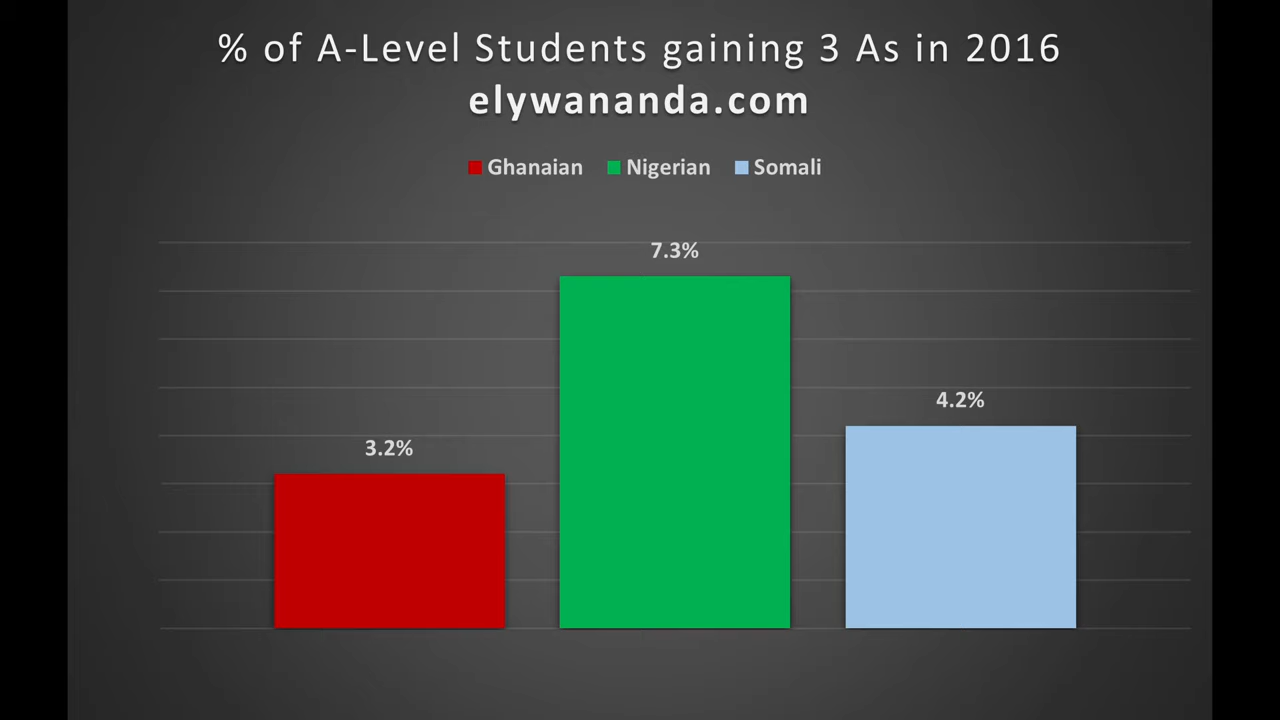 % of A-Level Students gaining 3 As in 2016
elywananda.com
Ghanaian Nigerian Somali
7.3%
4.2%
3.2%